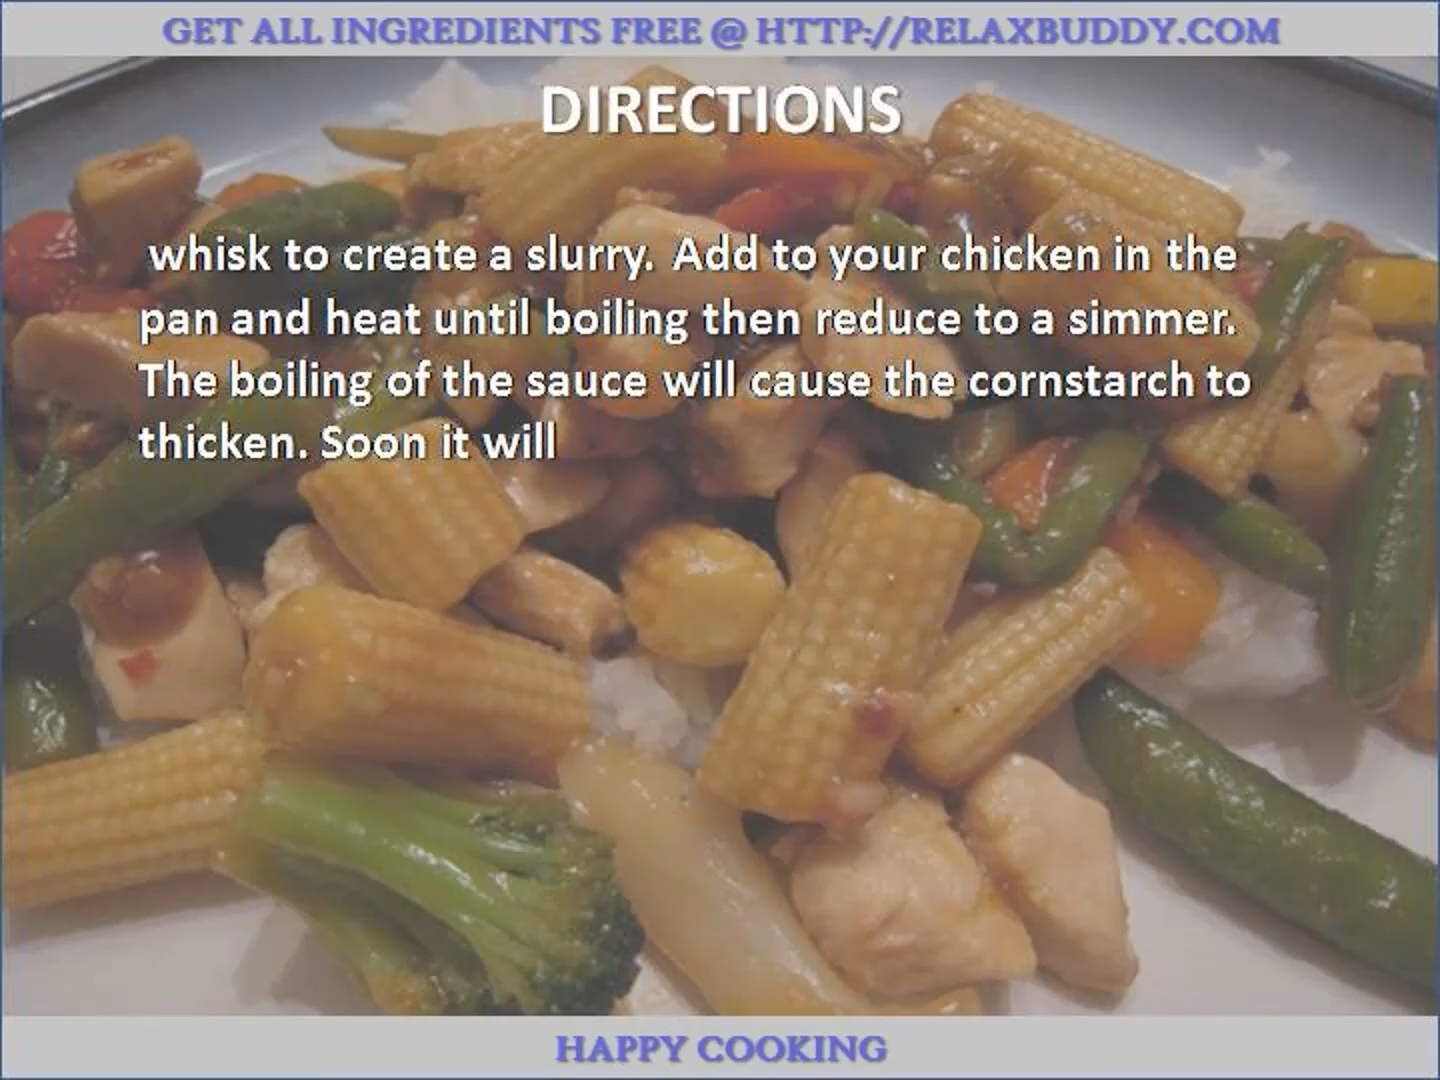 GET ALL INGREDIENTS FREE @ HTTP://RELAXBUDDY.COM
DIRECTIONS
whisk to create a slurry. Add to your chicken in the
pan and heat until boiling then reduce to a simmer.
The boiling of the sauce will cause the cornstarch to
thicken. Soon it will
HAPPY COOKING